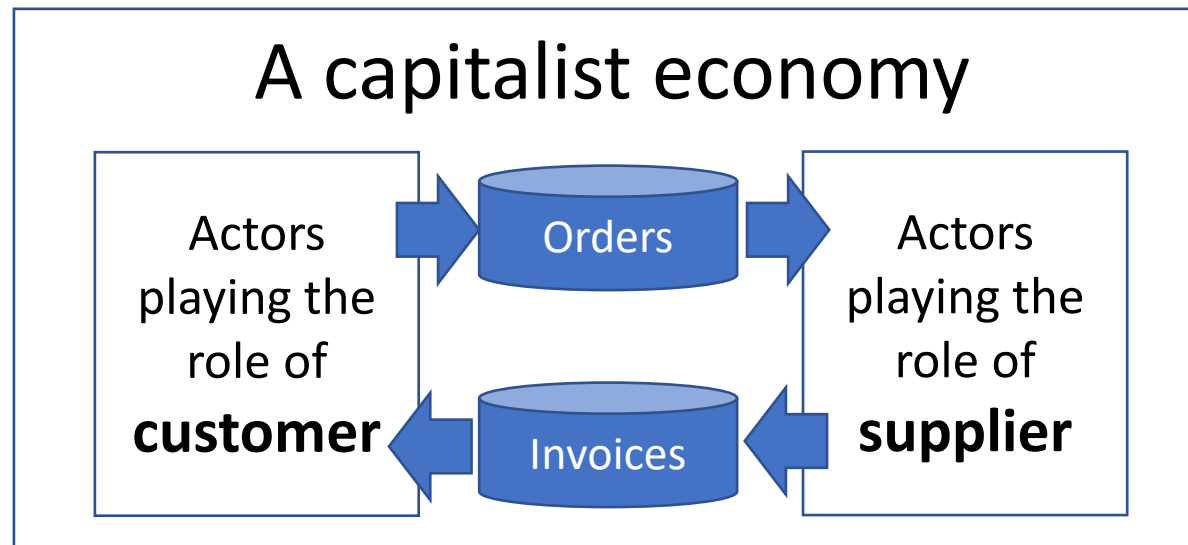 A capitalist economy
Actors
playing the
role of
customer
Orders
Invoices
Actors
playing the
role of
supplier